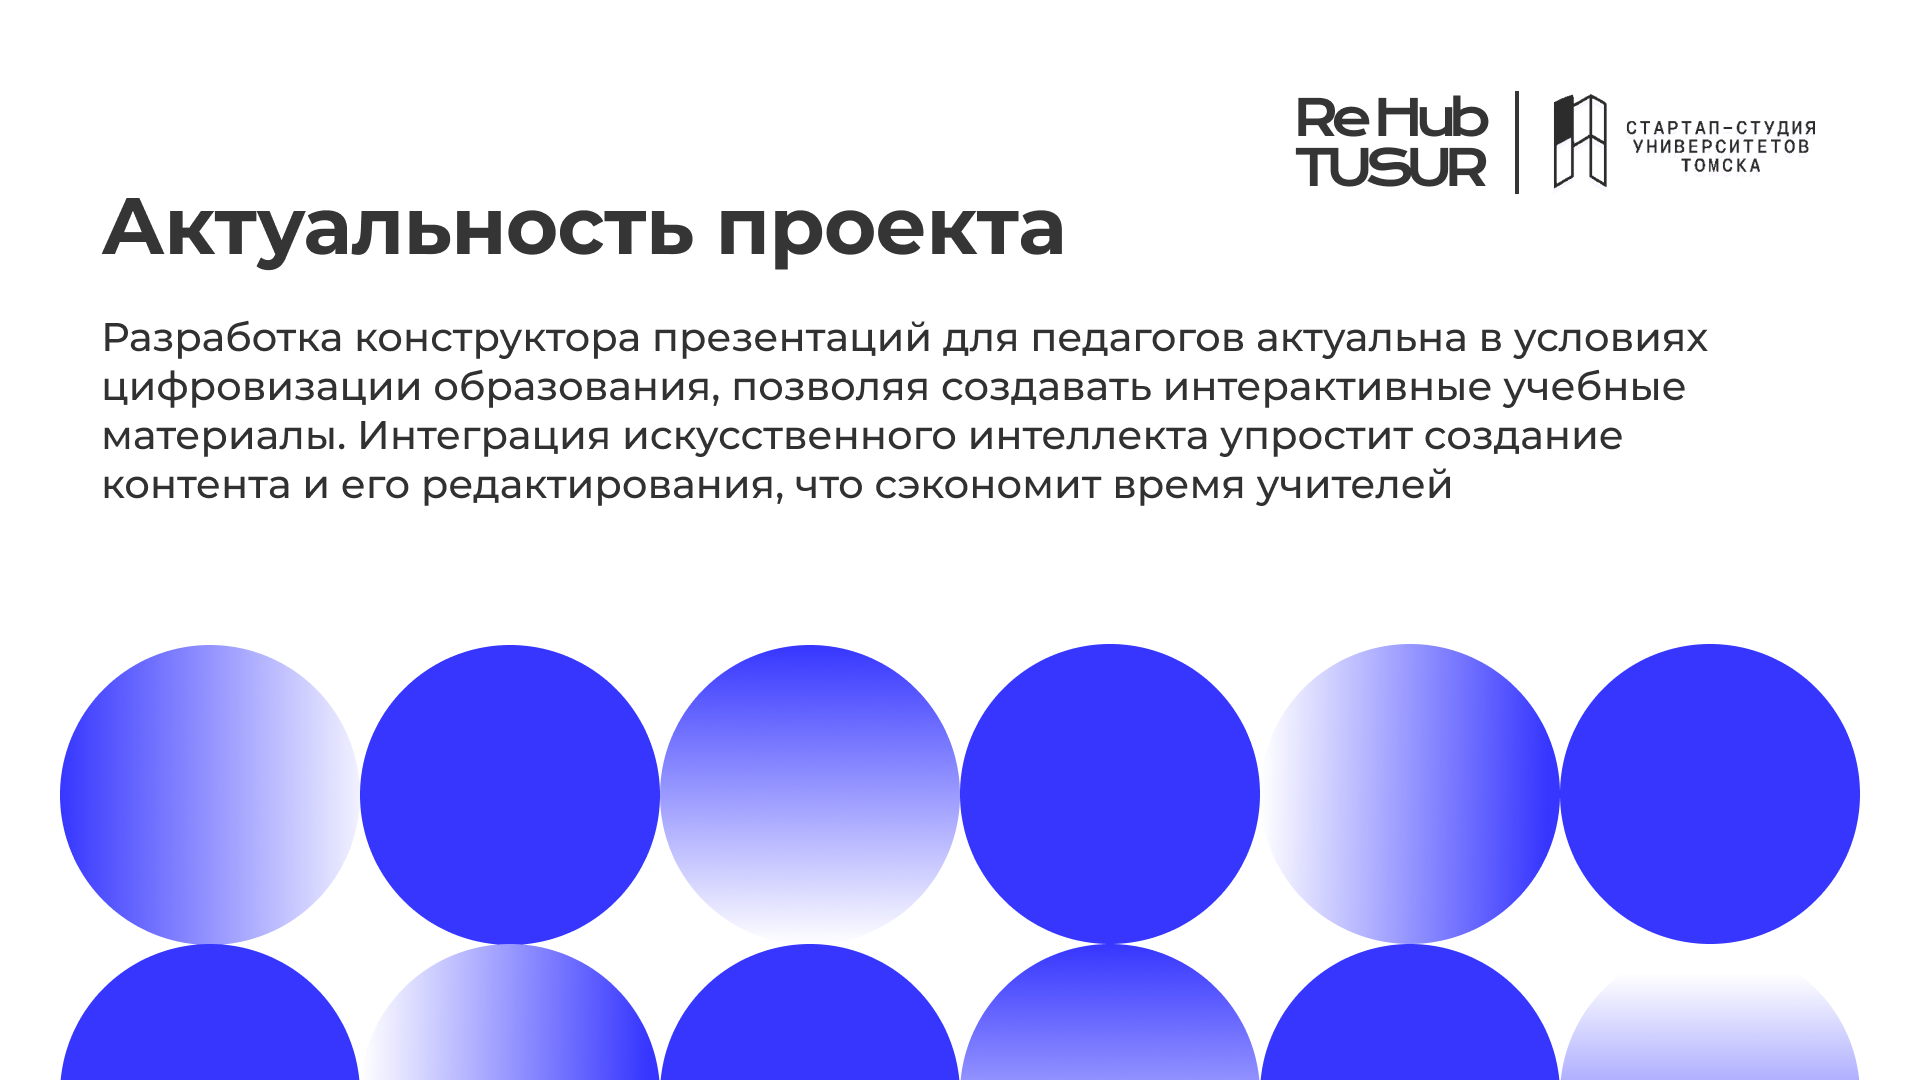 Re Hub
TUSUR
СТАРТАП-СТУДИЯ
УНИВЕРСИТЕТОВ
ТОМСКА
Актуальность проекта
Разработка конструктора презентаций для педагогов актуальна в условиях
цифровизации образования, позволяя создавать интерактивные учебные
материалы. Интеграция искусственного интеллекта упростит создание
контента и его редактирования, что сэкономит время учителей